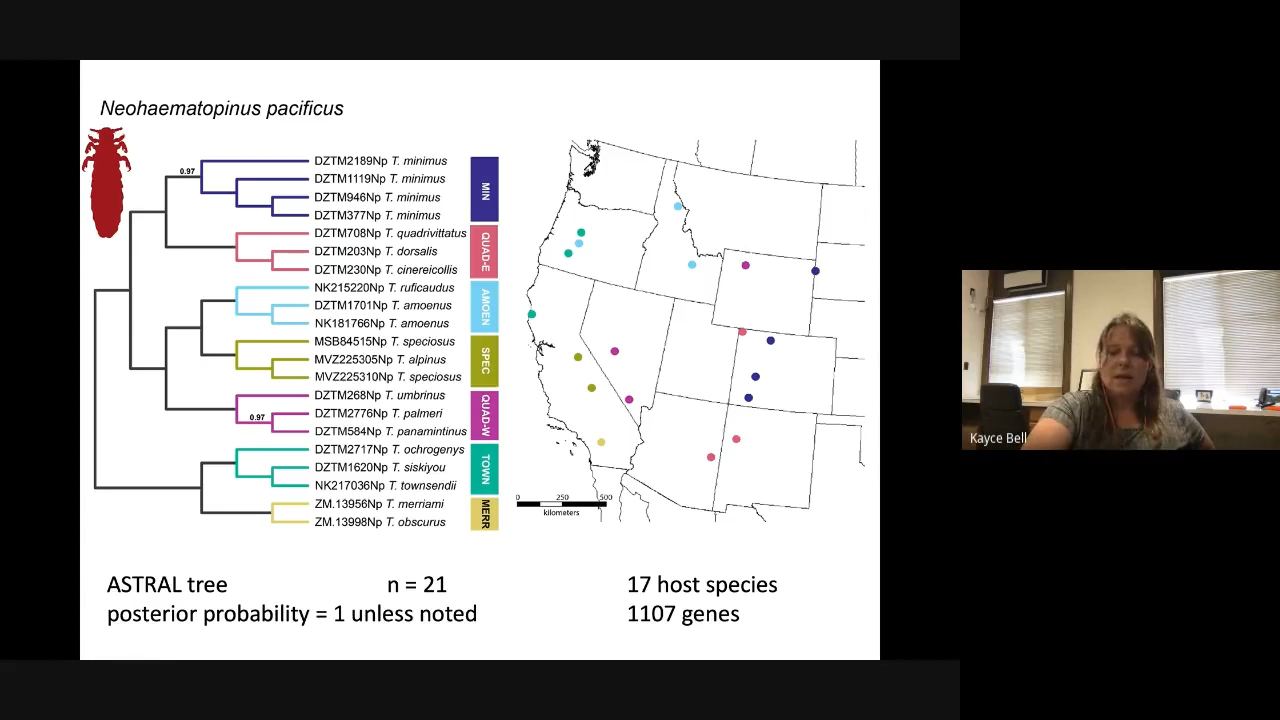 Neohaematopinus pacificus
0.97
DZTM2189Np T. minimus
DZTM1119Np T. minimus
DZTM946Np T. minimus
DZTM377Np T. minimus
MIN
DZTM708Np T. quadrivittatus
DZTM203Np T. dorsalis
DZTM230Np T. cinereicollis
QUAD-E
NK215220Np T. ruficaudus
DZTM1701Np T. amoenus
NK181766Np T. amoenus
AMOEN
MSB84515Np T. speciosus
MVZ225305Np T. alpinus
MVZ225310Np T. speciosus
SPEC
DZTM268Np T. umbrinus
0.97
DZTM2776Np T. palmeri
DZTM584Np T. panamintinus
QUAD-W
DZTM2717Np T. ochrogenys
DZTM1620Np T. siskiyou
NK217036Np T. townsendii
TOWN
ZM.13956Np T. merriami
ZM.13998Np T. obscurus
MERR
0 250 500
kilometers
ASTRAL tree n = 21 17 host species
posterior probability = 1 unless noted 1107 genes
Kayce Bell